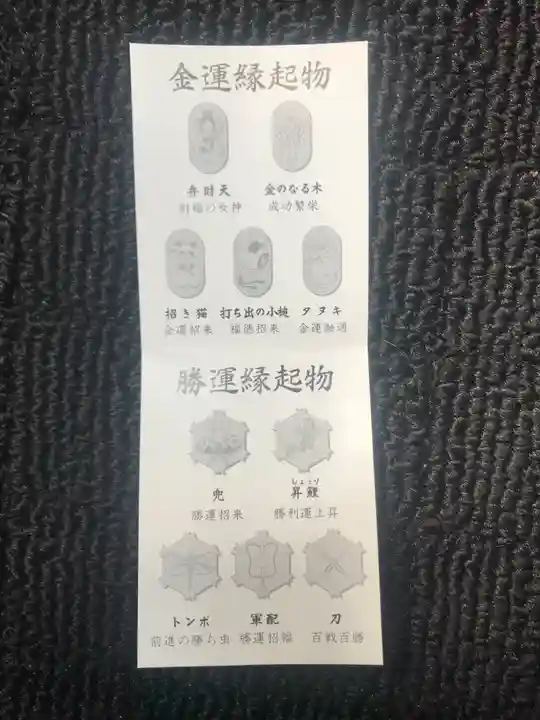 金運縁起物
弁財天 金のなる木
財福の女神 成功繁栄
招き猫 打ち出の小槌 タヌキ
金運招来 福徳招来 金運融通
勝運縁起物
しょうり
兜 昇鯉
勝運招来 勝利運上昇
トンボ 軍配 刀
前進の勝ち虫 勝運招福 百戦百勝